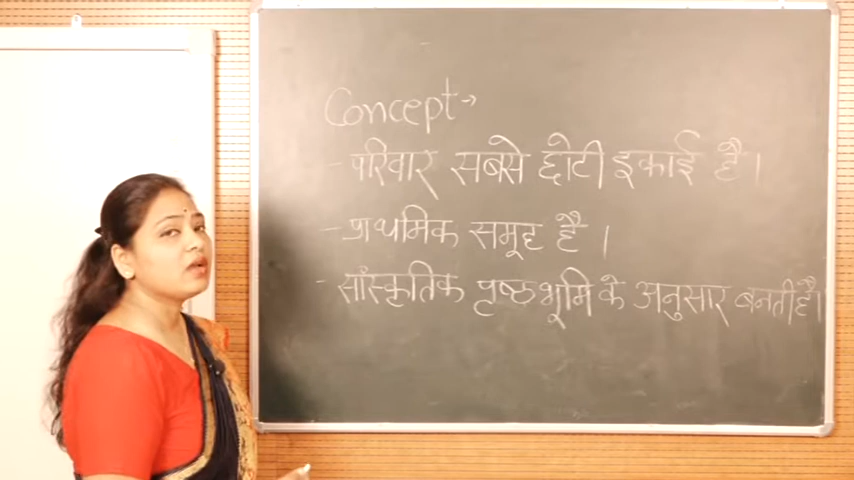 Concept →
- परिवार सबसे छोटी इकाई है।
- प्राथमिक समूह है।
- सांस्कृतिक पृष्ठभूमि के अनुसार बनती है।